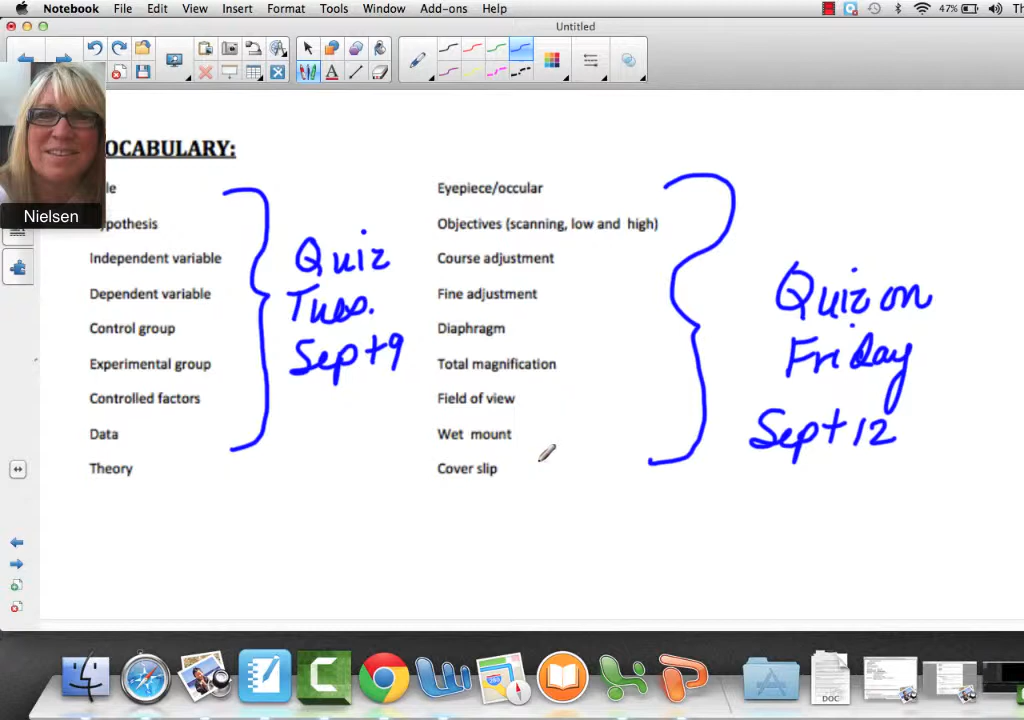 Notebook File Edit View Insert Format Tools Window Add-ons Help
47%
Th
Untitled
Nielsen
OCABULARY:
le
ypothesis
Independent variable
Dependent variable
Control group
Experimental group
Controlled factors
Data
Theory
Quiz
Tues.
Sept 9
Eyepiece/occular
Objectives (scanning, low and high)
Course adjustment
Fine adjustment
Diaphragm
Total magnification
Field of view
Wet mount
Cover slip
Quiz on
Friday
Sept 12
DOC